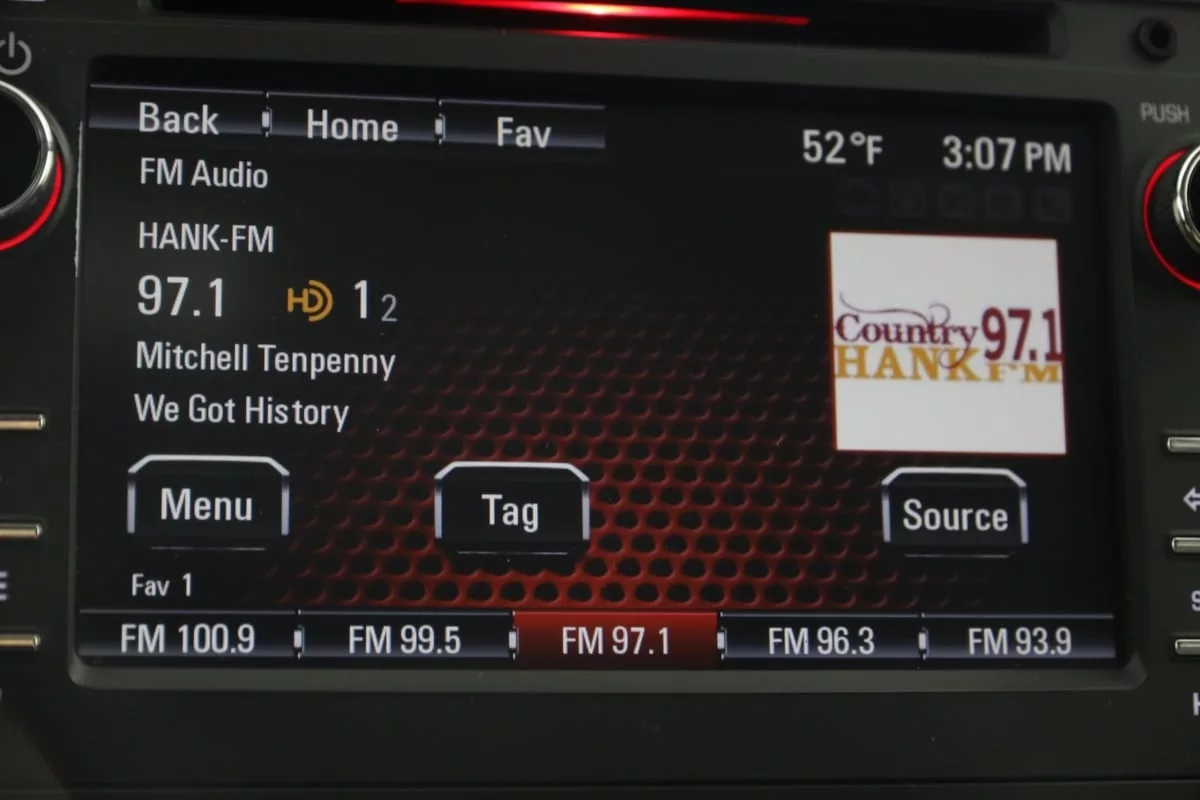 Back Home Fav 52°F 3:07 PM
PUSH
FM Audio
HANK-FM
97.1 HD 1 2
Mitchell Tenpenny
We Got History
Country 97.1
HANK FM
Menu Tag Source
Fav 1
FM 100.9 FM 99.5 FM 97.1 FM 96.3 FM 93.9